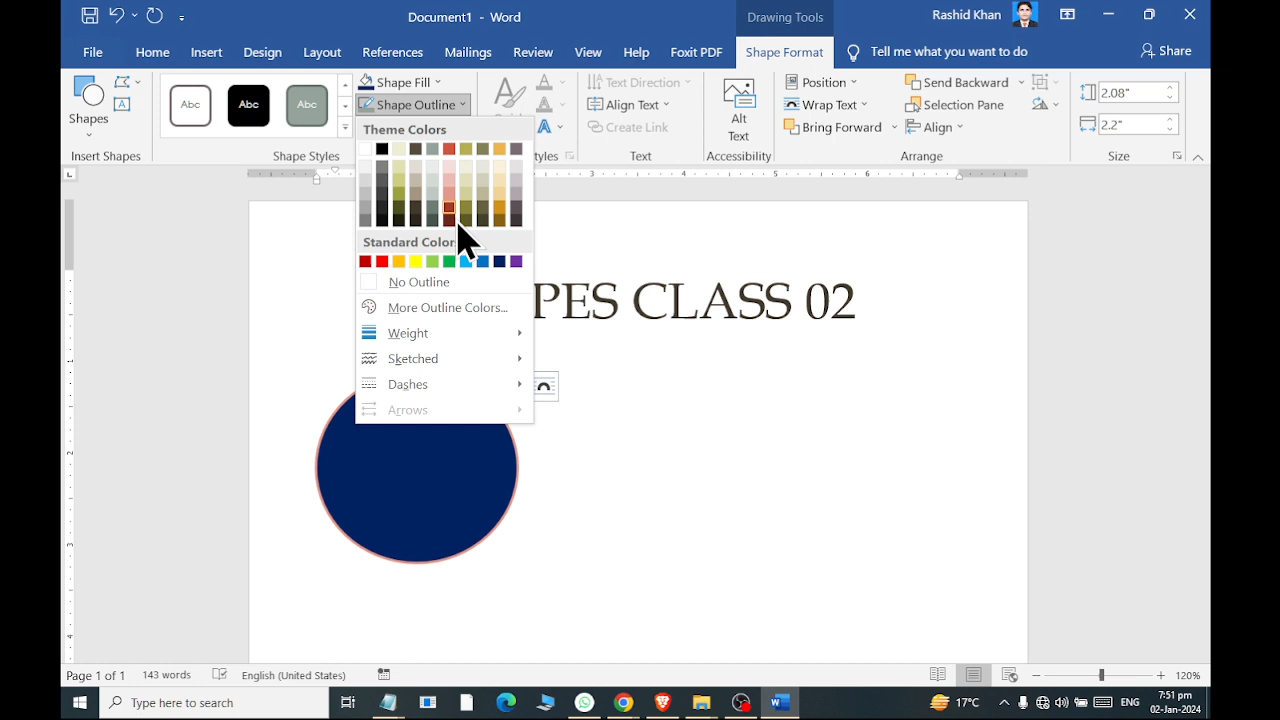 Document1 - Word
Drawing Tools
Rashid Khan
File Home Insert Design Layout References Mailings Review View Help Foxit PDF Shape Format Tell me what you want to do Share
Shapes
Insert Shapes
Abc Abc Abc
Shape Fill
Shape Outline
Shape Styles
Text Direction
Align Text
Create Link
Text
Alt Text
Accessibility
Position
Wrap Text
Bring Forward
Send Backward
Selection Pane
Align
Arrange
2.08"
2.2"
Size
Theme Colors
Standard Color
No Outline
More Outline Colors...
Weight
Sketched
Dashes
Arrows
PES CLASS 02
Page 1 of 1 143 words English (United States) 120%
Type here to search
17°C
ENG
7:51 pm
02-Jan-2024